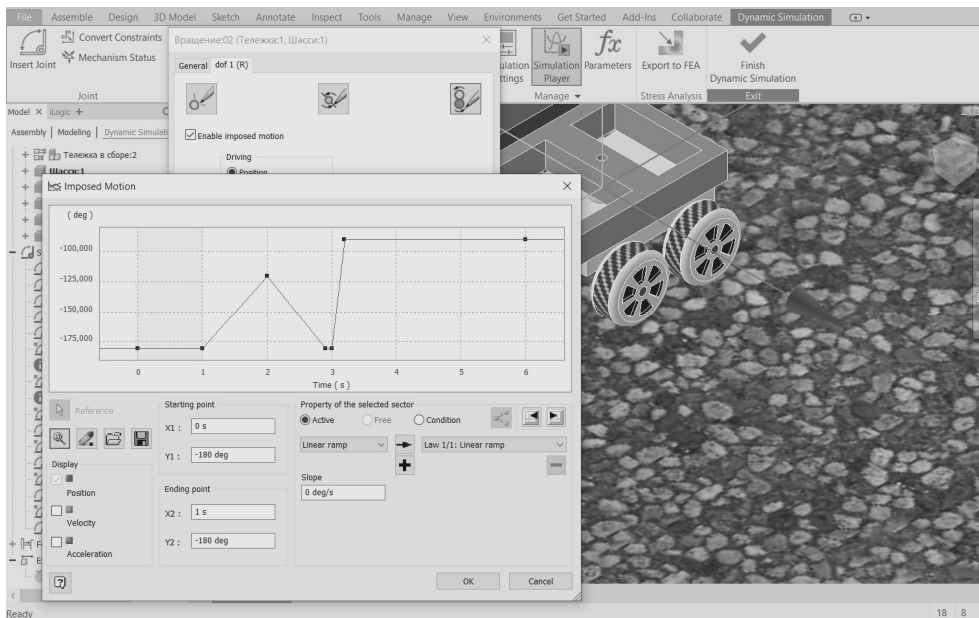 File Assemble Design 3D Model Sketch Annotate Inspect Tools Manage View Environments Get Started Add-Ins Collaborate Dynamic Simulation
Insert Joint
Convert Constraints
Mechanism Status
Joint
Вращение:02 (Тележка:1, Шасси:1)
General dof 1 (R)
Enable imposed motion
Driving
Position
Simulation Player
Parameters
Export to FEA
Finish
Dynamic Simulation
Manage
Stress Analysis
Exit
Model iLogic
Assembly Modeling Dynamic Simulati
Тележка в сборе:2
Шасси:1
Imposed Motion
( deg )
-100,000
-125,000
-150,000
-175,000
0 1 2 3 4 5 6
Time ( s )
Reference
Display
Position
Velocity
Acceleration
Starting point
X1 : 0 s
Y1 : -180 deg
Ending point
X2 : 1 s
Y2 : -180 deg
Property of the selected sector
Active Free Condition
Linear ramp Law 1/1: Linear ramp
Slope
0 deg/s
OK Cancel
Ready
18 8